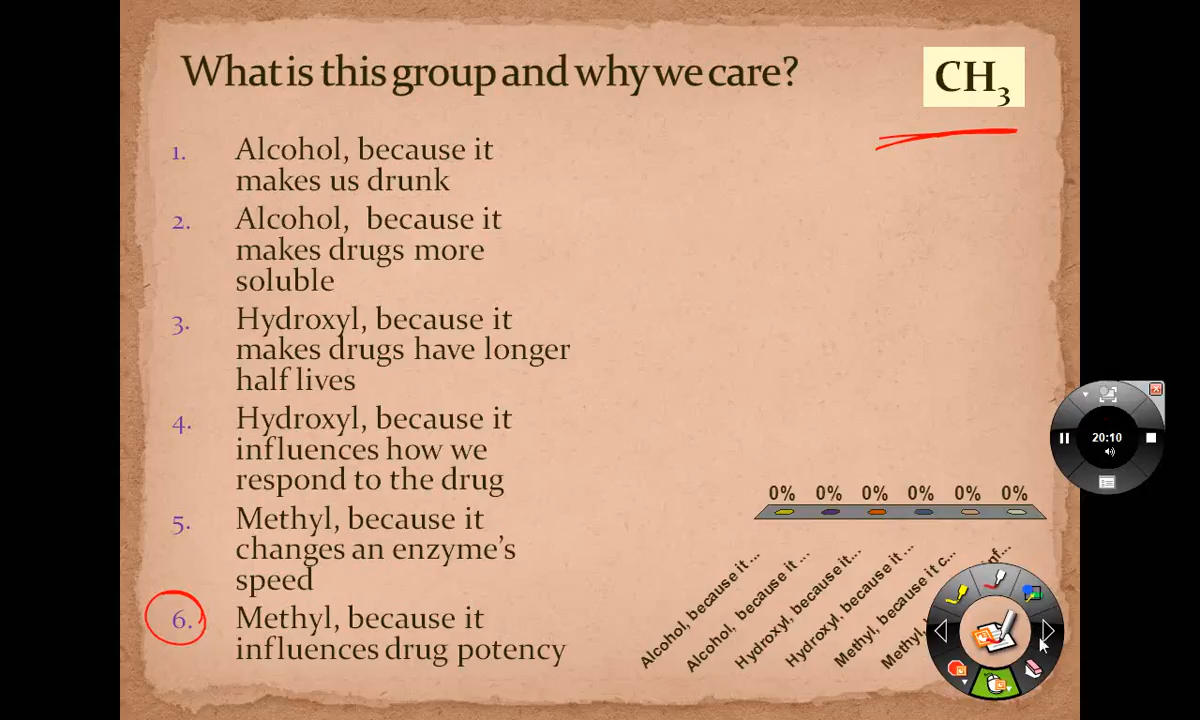 What is this group and why we care?
CH3
1. Alcohol, because it
makes us drunk
2. Alcohol, because it
makes drugs more
soluble
3. Hydroxyl, because it
makes drugs have longer
half lives
4. Hydroxyl, because it
influences how we
respond to the drug
5. Methyl, because it
changes an enzyme's
speed
6. Methyl, because it
influences drug potency
20:10
0% 0% 0% 0% 0% 0%
Alcohol, because it ...
Alcohol, because it ...
Hydroxyl, because it...
Hydroxyl, because it ...
Methyl, because it c...
Methyl, inf...